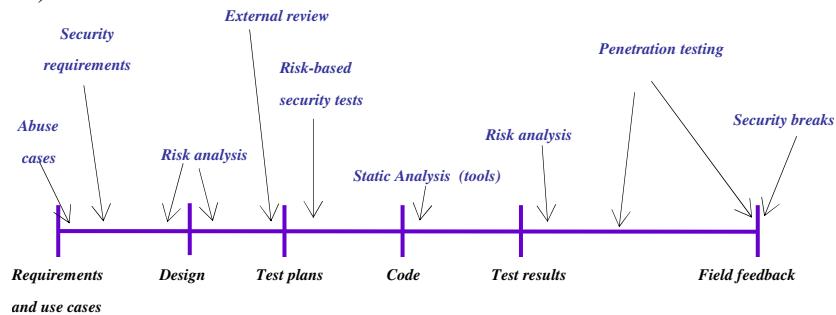 External review
Security
requirements
Risk-based
security tests
Penetration testing
Abuse
cases
Risk analysis
Static Analysis (tools)
Risk analysis
Security breaks
Requirements
and use cases
Design
Test plans
Code
Test results
Field feedback